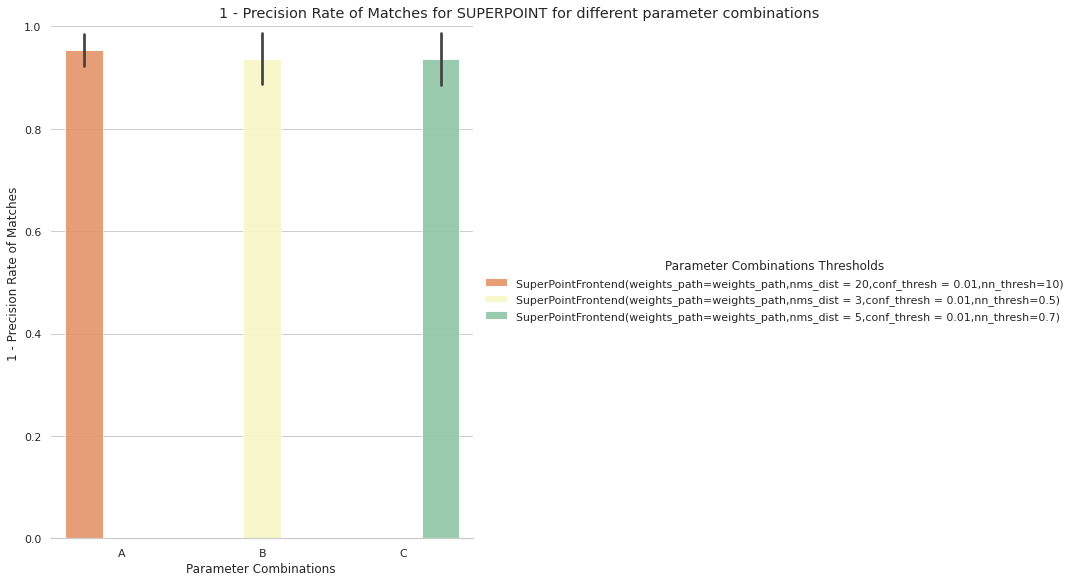 1 - Precision Rate of Matches for SUPERPOINT for different parameter combinations
1.0
0.8
0.6
0.4
0.2
0.0
1 - Precision Rate of Matches
A
B
C
Parameter Combinations
Parameter Combinations Thresholds
SuperPointFrontend(weights_path=weights_path,nms_dist = 20,conf_thresh = 0.01,nn_thresh=10)
SuperPointFrontend(weights_path=weights_path,nms_dist = 3,conf_thresh = 0.01,nn_thresh=0.5)
SuperPointFrontend(weights_path=weights_path,nms_dist = 5,conf_thresh = 0.01,nn_thresh=0.7)